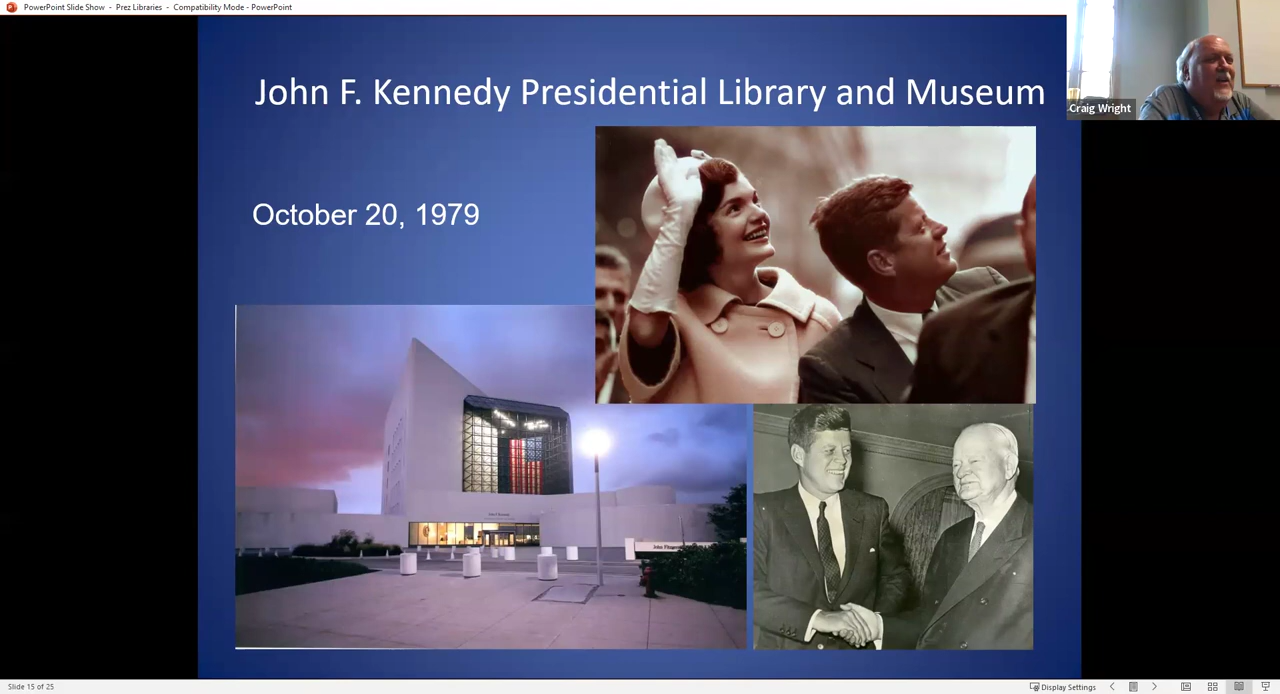 PowerPoint Slide Show - Prez Libraries - Compatibility Mode - PowerPoint
John F. Kennedy Presidential Library and Museum
Craig Wright
October 20, 1979
Slide 15 of 25
Display Settings